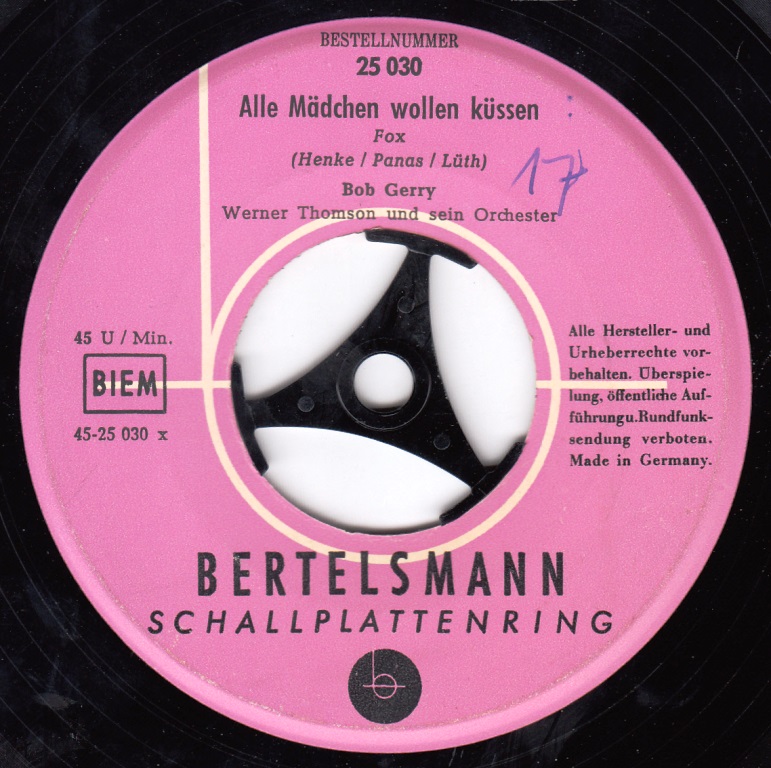 BESTELLNUMMER
25 030
Alle Mädchen wollen küssen
Fox
(Henke / Panas / Lüth)
17
Bob Gerry
Werner Thomson und sein Orchester
45 U / Min.
BIEM
45-25 030 x
Alle Hersteller- und
Urheberrechte vor-
behalten. Überspie-
lung, öffentliche Auf-
führungu.Rundfunk-
sendung verboten.
Made in Germany.
BERTELSMANN
SCHALLPLATTENRING
b